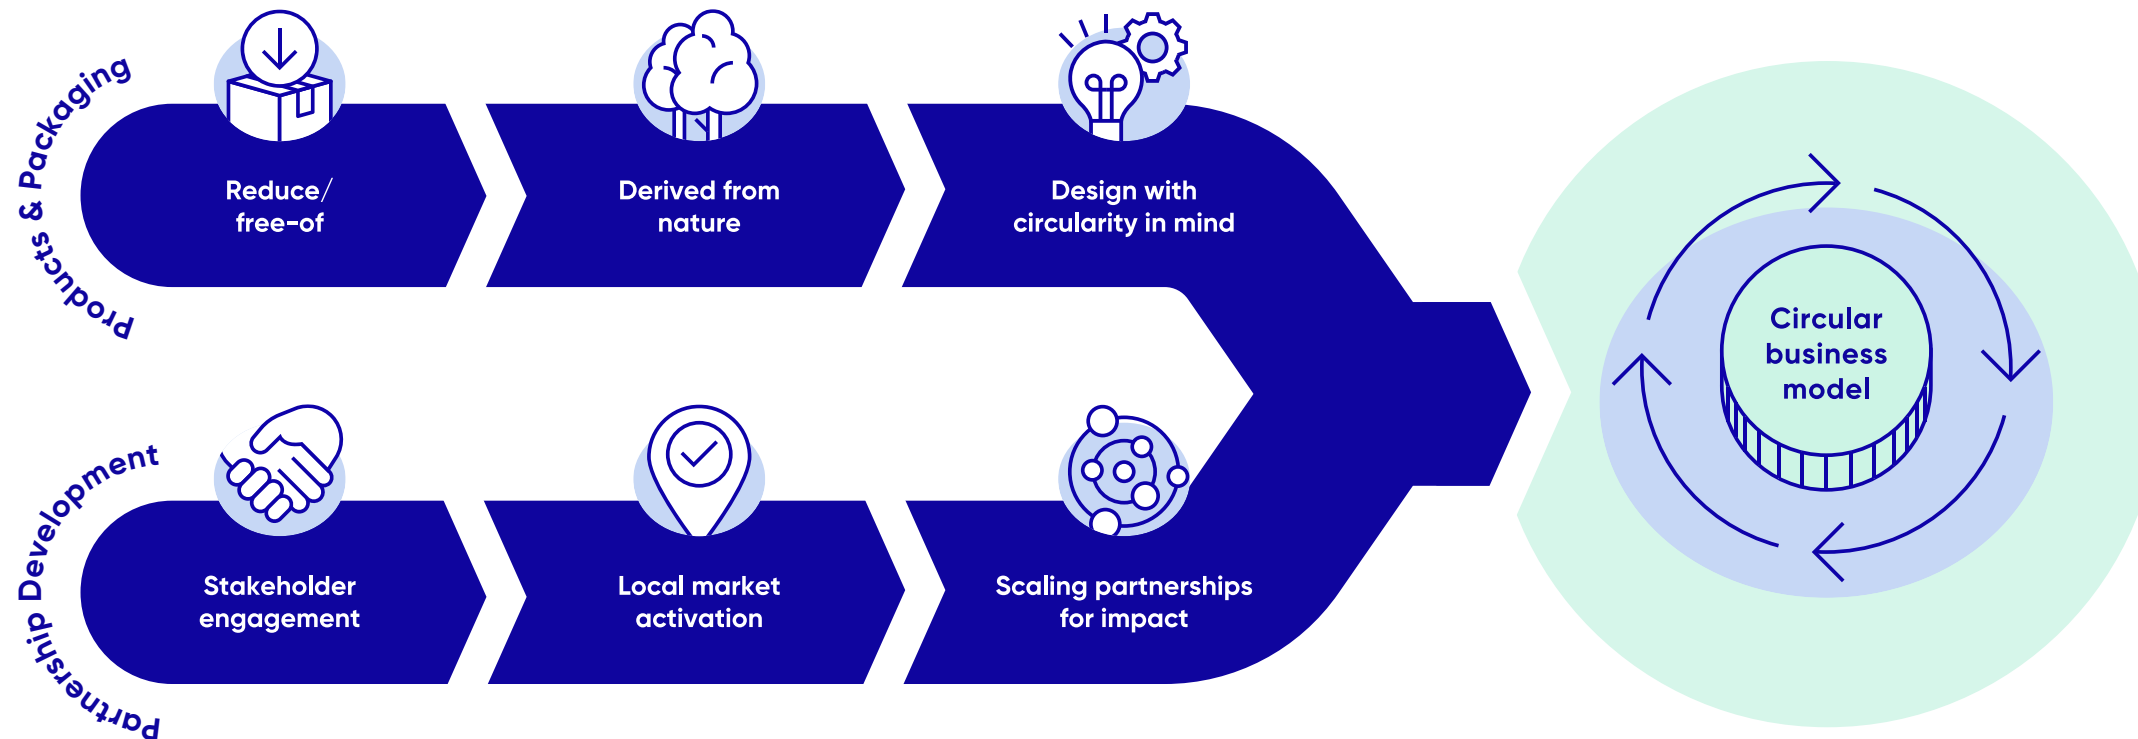 Products & Packaging
Reduce/
free-of
Derived from
nature
Design with
circularity in mind
Partnership Development
Stakeholder
engagement
Local market
activation
Scaling partnerships
for impact
Circular
business
model